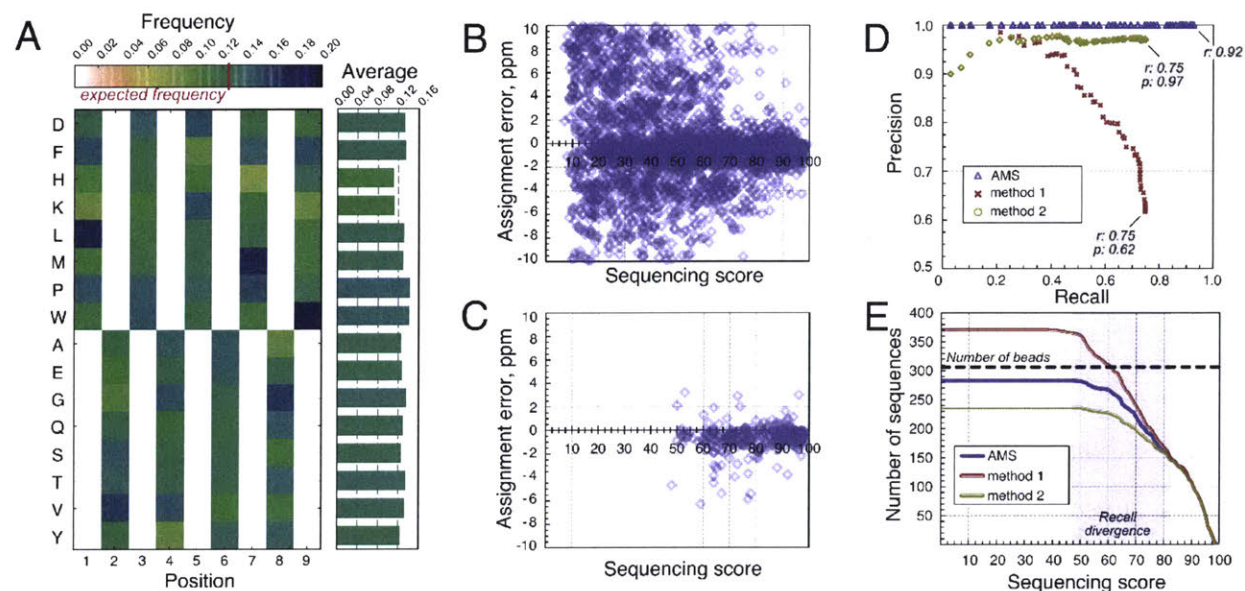 A
Frequency
0.00 0.02 0.04 0.06 0.08 0.10 0.12 0.14 0.16 0.18 0.20
expected frequency
Average
0.00 0.04 0.08 0.12 0.16
D
F
H
K
L
M
P
W
A
E
G
Q
S
T
V
Y
1 2 3 4 5 6 7 8 9
Position
B
Assignment error, ppm
10
8
6
4
2
0
-2
-4
-6
-8
-10
10 20 30 40 50 60 70 80 90 100
Sequencing score
C
Assignment error, ppm
10
8
6
4
2
0
-2
-4
-6
-8
-10
10 20 30 40 50 60 70 80 90 100
Sequencing score
D
Precision
1.0
0.9
0.8
0.7
0.6
0.5
r: 0.92
r: 0.75
p: 0.97
AMS
method 1
method 2
r: 0.75
p: 0.62
0.0 0.2 0.4 0.6 0.8 1.0
Recall
E
Number of sequences
400
350
300
250
200
150
100
50
Number of beads
AMS
method 1
method 2
Recall
divergence
10 20 30 40 50 60 70 80 90 100
Sequencing score